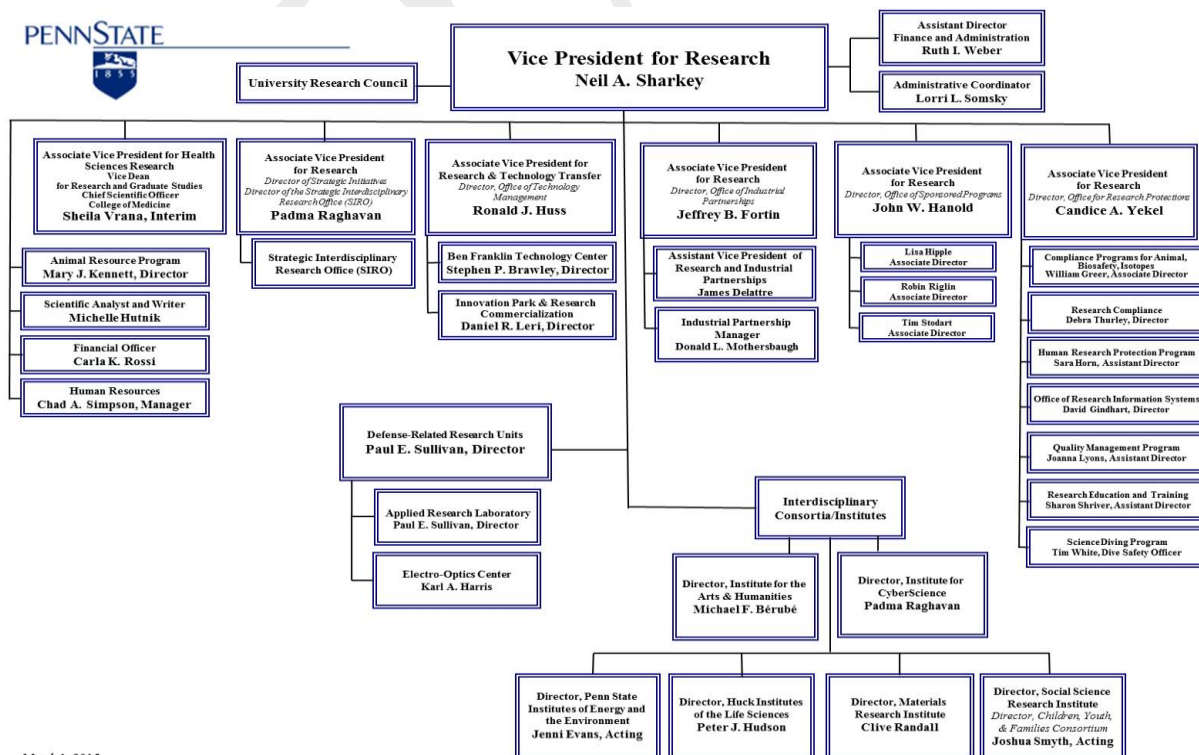 PENNSTATE
1855
Vice President for Research
Neil A. Sharkey
University Research Council
Assistant Director
Finance and Administration
Ruth I. Weber
Administrative Coordinator
Lorri L. Somsky
Associate Vice President for Health
Sciences Research
Vice Dean
for Research and Graduate Studies
Chief Scientific Officer
College of Medicine
Sheila Vrana, Interim
Animal Resource Program
Mary J. Kennett, Director
Scientific Analyst and Writer
Michelle Hutnik
Financial Officer
Carla K. Rossi
Human Resources
Chad A. Simpson, Manager
Associate Vice President
for Research
Director of Strategic Initiatives
Director of the Strategic Interdisciplinary
Research Office (SIRO)
Padma Raghavan
Strategic Interdisciplinary
Research Office (SIRO)
Associate Vice President for
Research & Technology Transfer
Director, Office of Technology
Management
Ronald J. Huss
Ben Franklin Technology Center
Stephen P. Brawley, Director
Innovation Park & Research
Commercialization
Daniel R. Leri, Director
Associate Vice President
for Research
Director, Office of Industrial
Partnerships
Jeffrey B. Fortin
Assistant Vice President of
Research and Industrial
Partnerships
James Delattre
Industrial Partnership
Manager
Donald L. Mothersbaugh
Associate Vice President
for Research
Director, Office of Sponsored Programs
John W. Hanold
Lisa Hipple
Associate Director
Robin Riglin
Associate Director
Tim Stodart
Associate Director
Associate Vice President
for Research
Director, Office for Research Protections
Candice A. Yekel
Compliance Programs for Animal,
Biosafety, Isotopes
William Greer, Associate Director
Research Compliance
Debra Thurley, Director
Human Research Protection Program
Sara Horn, Assistant Director
Office of Research Information Systems
David Gindhart, Director
Quality Management Program
Joanna Lyons, Assistant Director
Research Education and Training
Sharon Shriver, Assistant Director
Science Diving Program
Tim White, Dive Safety Officer
Defense-Related Research Units
Paul E. Sullivan, Director
Applied Research Laboratory
Paul E. Sullivan, Director
Electro-Optics Center
Karl A. Harris
Interdisciplinary
Consortia/Institutes
Director, Institute for the
Arts & Humanities
Michael F. Bérubé
Director, Institute for
CyberScience
Padma Raghavan
Director, Penn State
Institutes of Energy and
the Environment
Jenni Evans, Acting
Director, Huck Institutes
of the Life Sciences
Peter J. Hudson
Director, Materials
Research Institute
Clive Randall
Director, Social Science
Research Institute
Director, Children, Youth,
& Families Consortium
Joshua Smyth, Acting